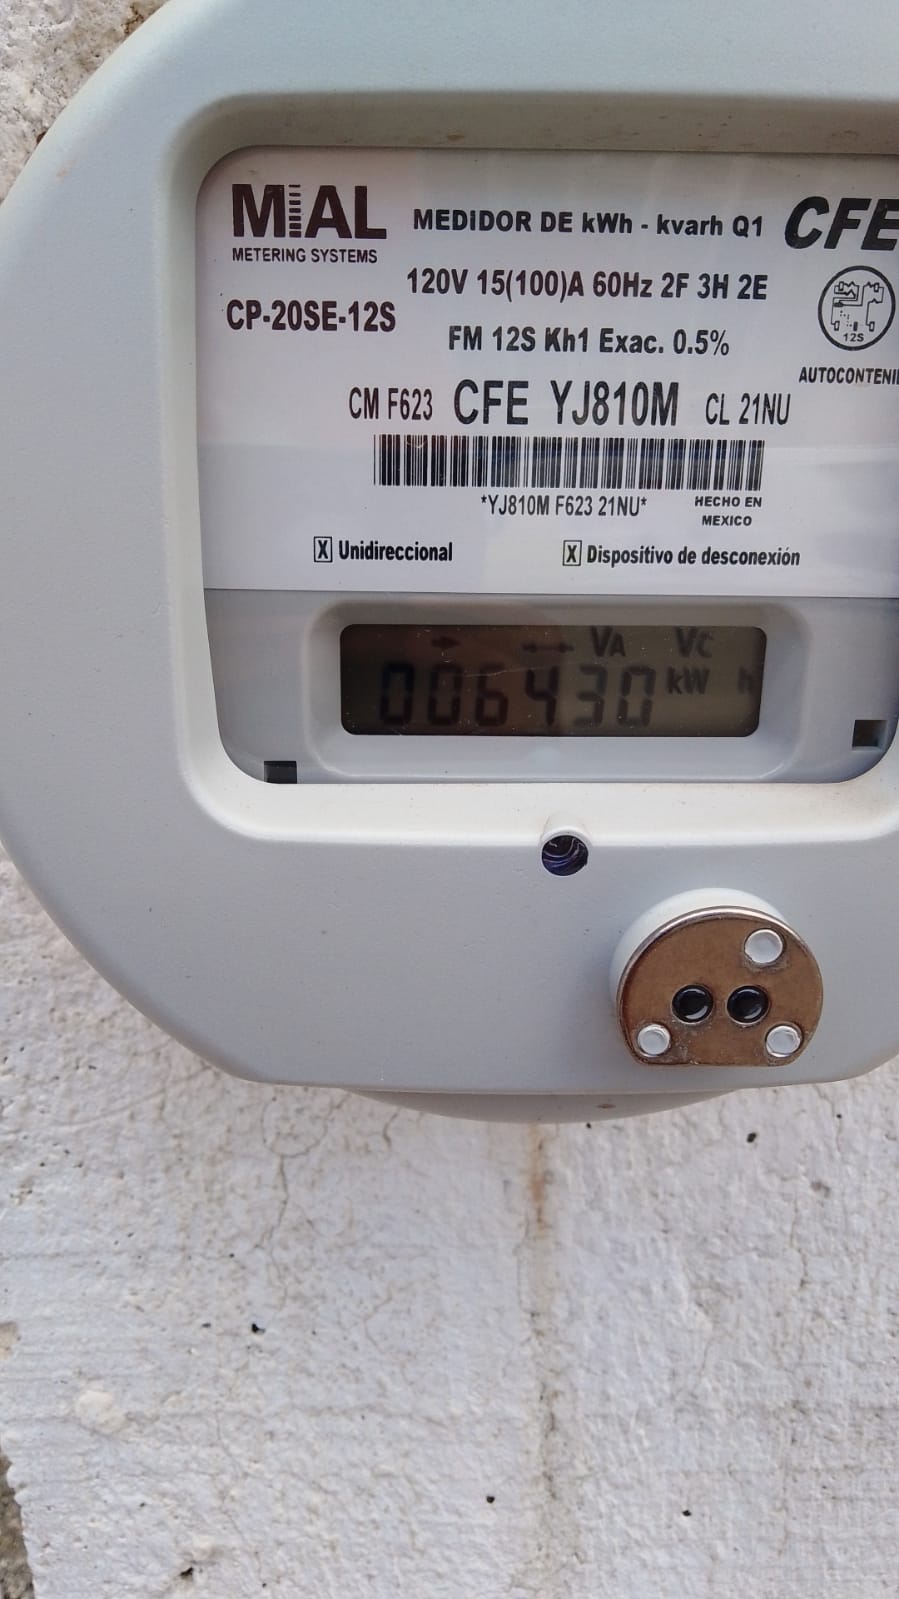 MIAL
METERING SYSTEMS
MEDIDOR DE kWh - kvarh Q1
CFE
120V 15(100)A 60Hz 2F 3H 2E
CP-20SE-12S
FM 12S Kh1 Exac. 0.5%
12S
AUTOCONTENI
CM F623 CFE YJ810M CL 21NU
*YJ810M F623 21NU*
HECHO EN
MEXICO
X Unidireccional
X Dispositivo de desconexión
VA VC
006430 kW h